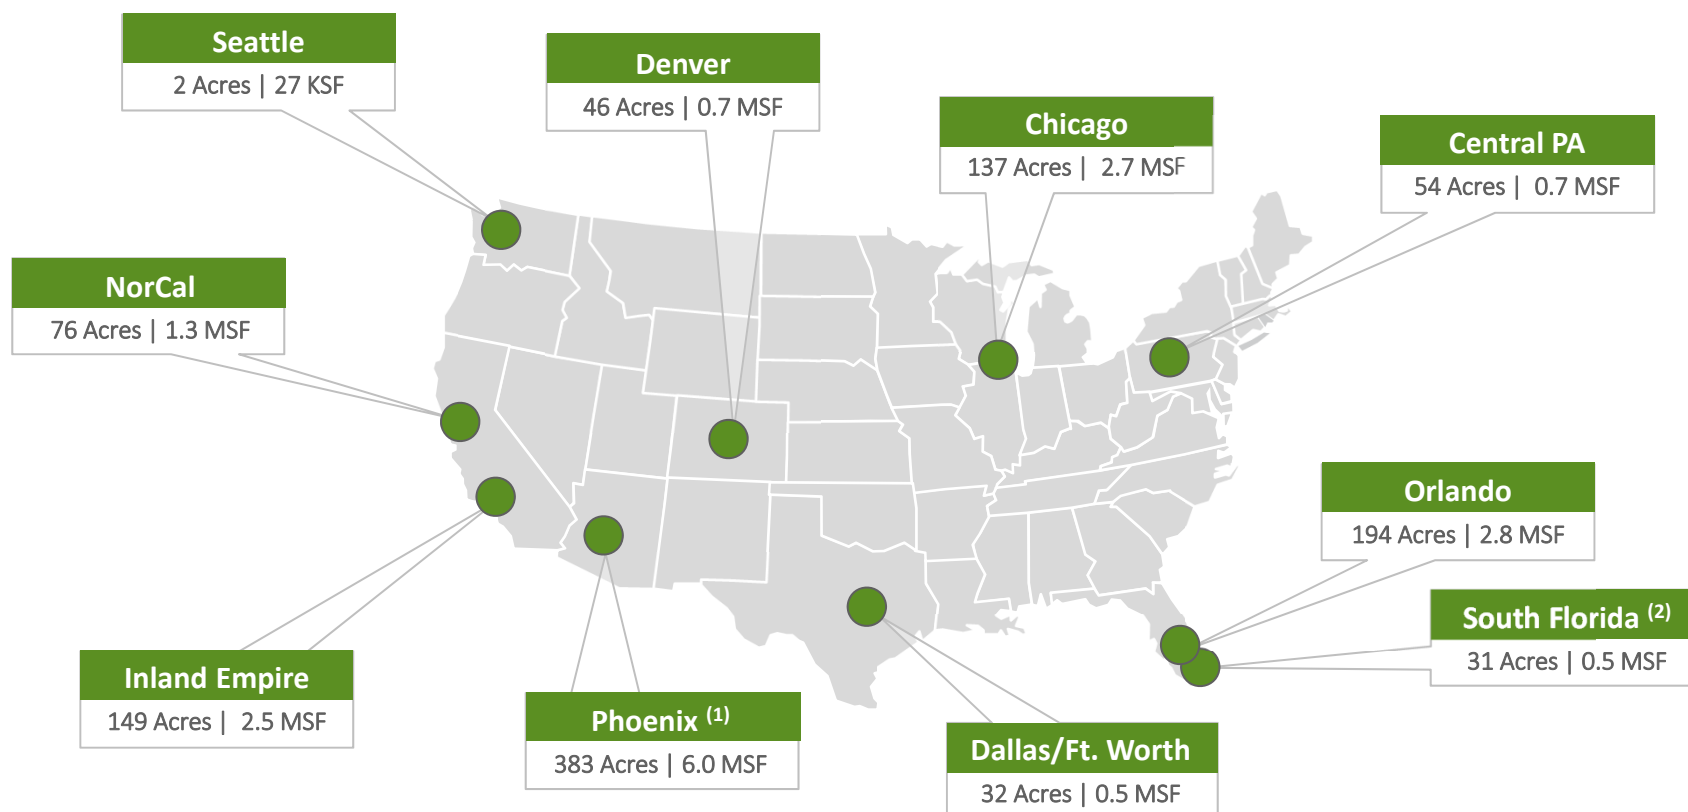 Seattle
2 Acres | 27 KSF
Denver
46 Acres | 0.7 MSF
Chicago
137 Acres | 2.7 MSF
Central PA
54 Acres | 0.7 MSF
NorCal
76 Acres | 1.3 MSF
Orlando
194 Acres | 2.8 MSF
South Florida (2)
31 Acres | 0.5 MSF
Inland Empire
149 Acres | 2.5 MSF
Phoenix (1)
383 Acres | 6.0 MSF
Dallas/Ft. Worth
32 Acres | 0.5 MSF